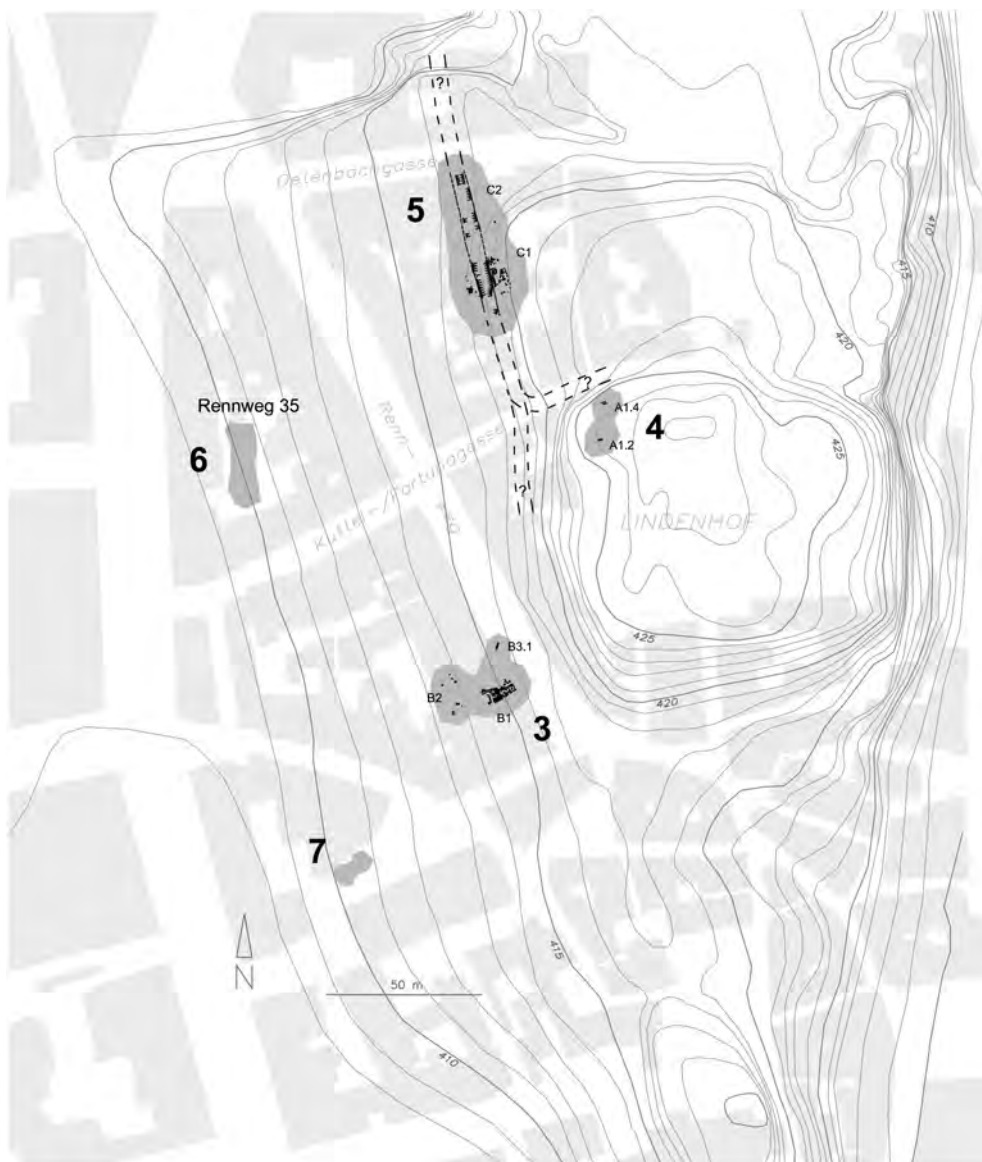 ?
Oetenbachgasse
C2
5
C1
410
415
420
Rennweg 35
6
Renn-
weg
?
A1.4
4
A1.2
425
Kuttel-/Fortunagasse
?
LINDENHOF
425
B3.1
B2
420
B1
3
7
N
50 m
415
410